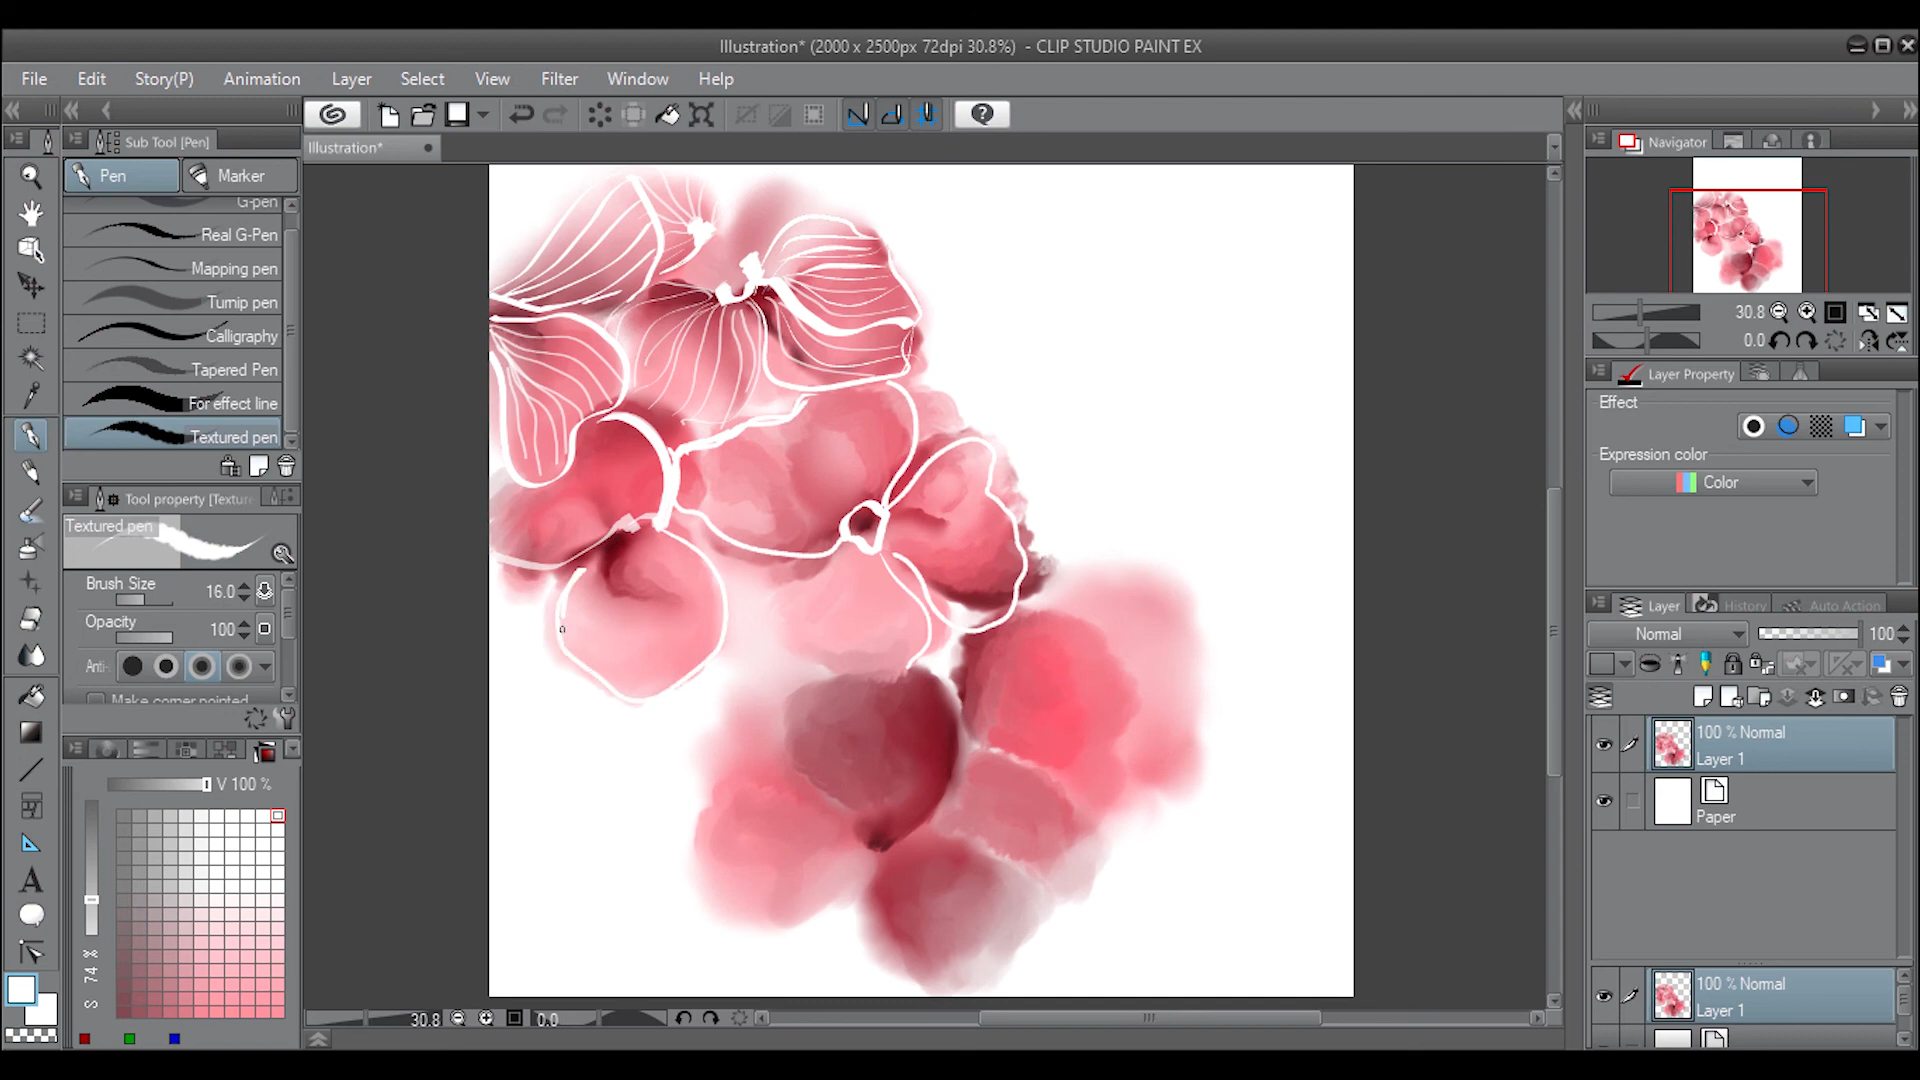 Illustration* (2000 x 2500px 72dpi 30.8%) - CLIP STUDIO PAINT EX
File Edit Story(P) Animation Layer Select View Filter Window Help
Sub Tool [Pen]
Illustration*
Navigator
Pen Marker
G-pen
Real G-Pen
Mapping pen
Turnip pen
Calligraphy
Tapered Pen
For effect line
Textured pen
Tool property [Texture
Textured pen
Brush Size 16.0
Opacity 100
Anti-
Make corner pointed
V 100 %
74 %
S
30.8
0.0
30.8
0.0
Layer Property
Effect
Expression color
Color
Layer History Auto Action
Normal 100
100 % Normal
Layer 1
Paper
100 % Normal
Layer 1